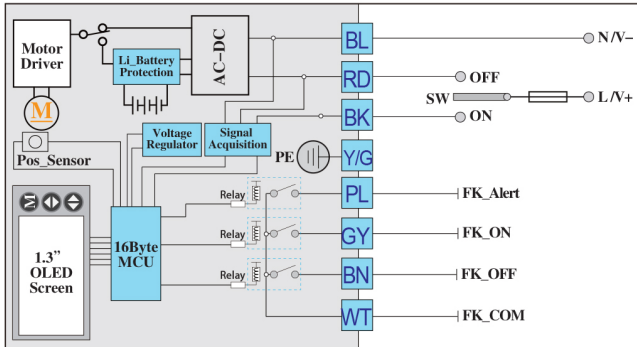 Motor
Driver
Li_Battery
Protection
AC-DC
M
Pos_Sensor
Voltage
Regulator
Signal
Acquisition
PE
1.3”
OLED
Screen
16Byte
MCU
Relay
Relay
Relay
BL
RD
BK
Y/G
PL
GY
BN
WT
N/V−
OFF
SW
L/V+
ON
FK_Alert
FK_ON
FK_OFF
FK_COM